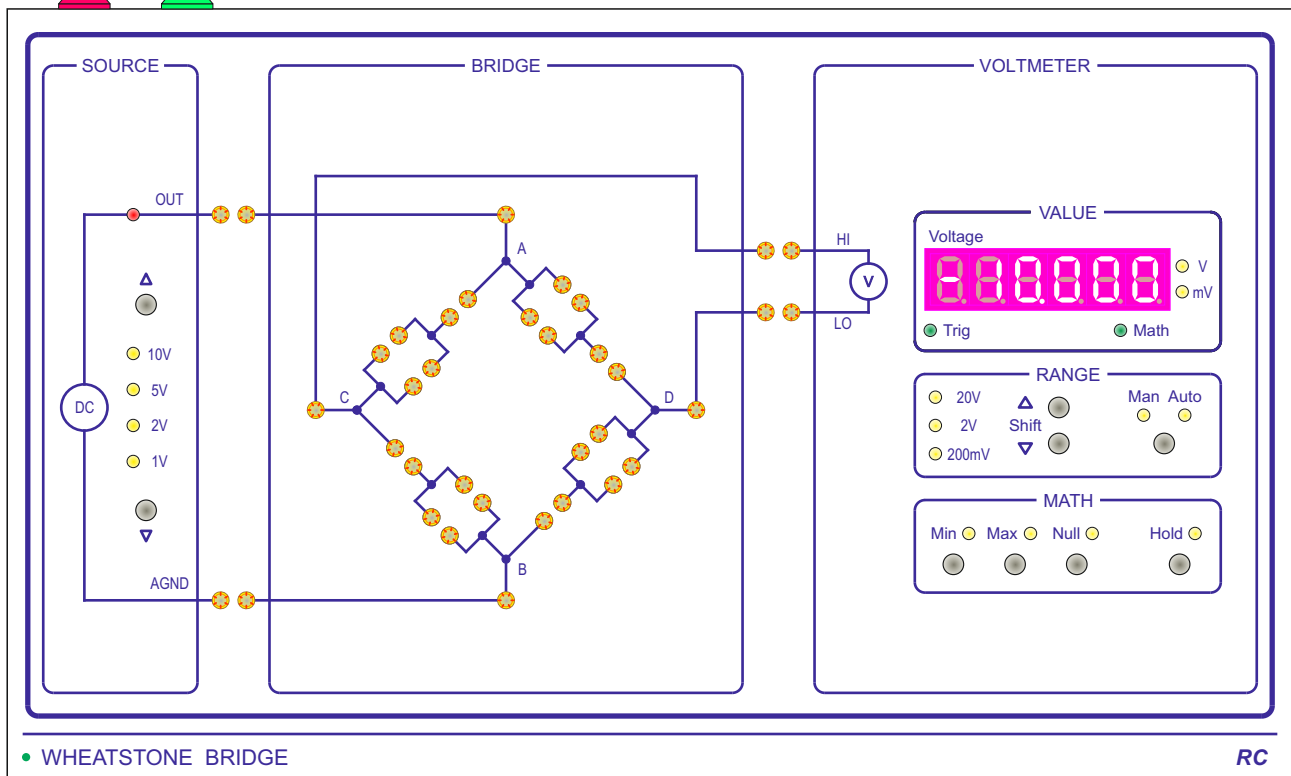 SOURCE
BRIDGE
VOLTMETER
OUT
10V
5V
2V
1V
DC
AGND
A
C
D
B
HI
V
LO
VALUE
Voltage
V
mV
Trig Math
RANGE
20V
2V
200mV
Shift
Man Auto
MATH
Min Max Null Hold
WHEATSTONE BRIDGE
RC